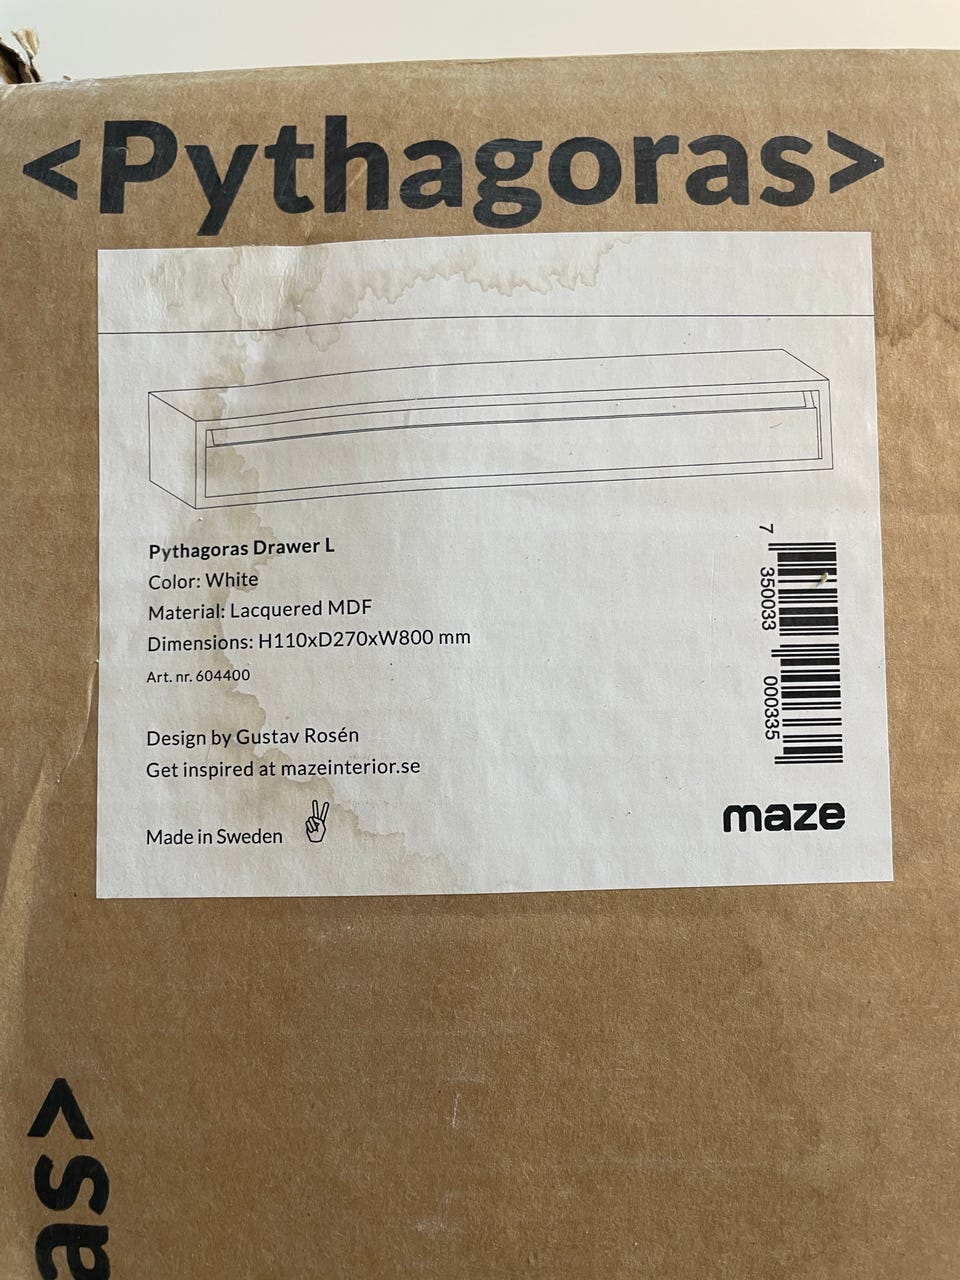 <Pythagoras>
Pythagoras Drawer L
Color: White
Material: Lacquered MDF
Dimensions: H110xD270xW800 mm
Art. nr. 604400
Design by Gustav Rosén
Get inspired at mazeinterior.se
Made in Sweden
7 350033 000335
maze
as>